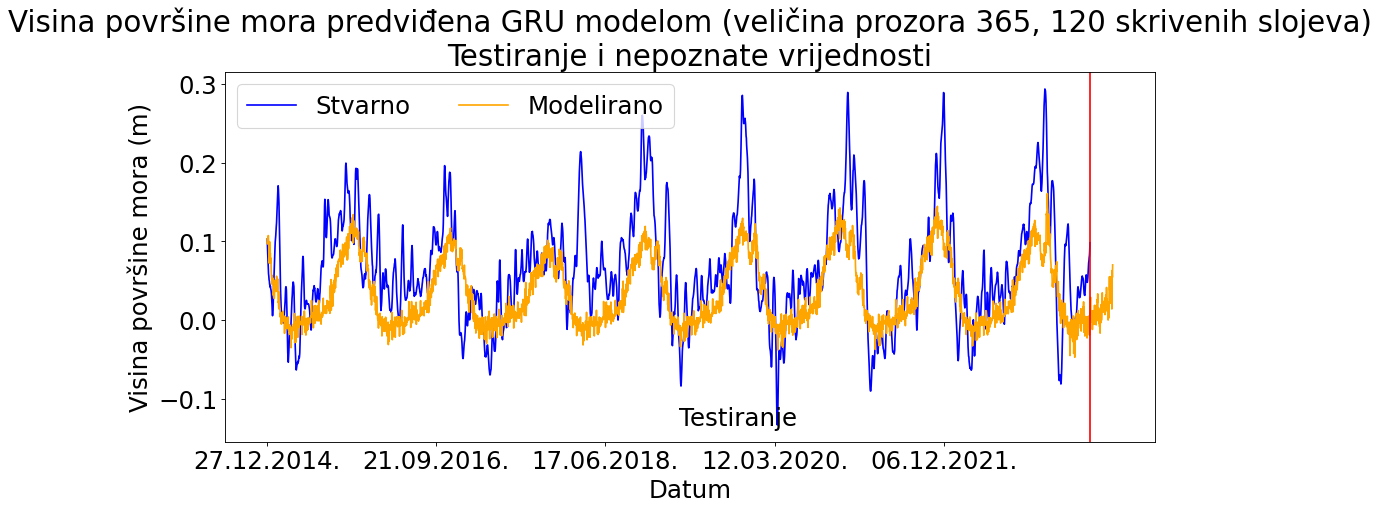 Visina površine mora predviđena GRU modelom (veličina prozora 365, 120 skrivenih slojeva)
Testiranje i nepoznate vrijednosti
Stvarno
Modelirano
Visina površine mora (m)
0.3
0.2
0.1
0.0
−0.1
Testiranje
27.12.2014.
21.09.2016.
17.06.2018.
12.03.2020.
06.12.2021.
Datum